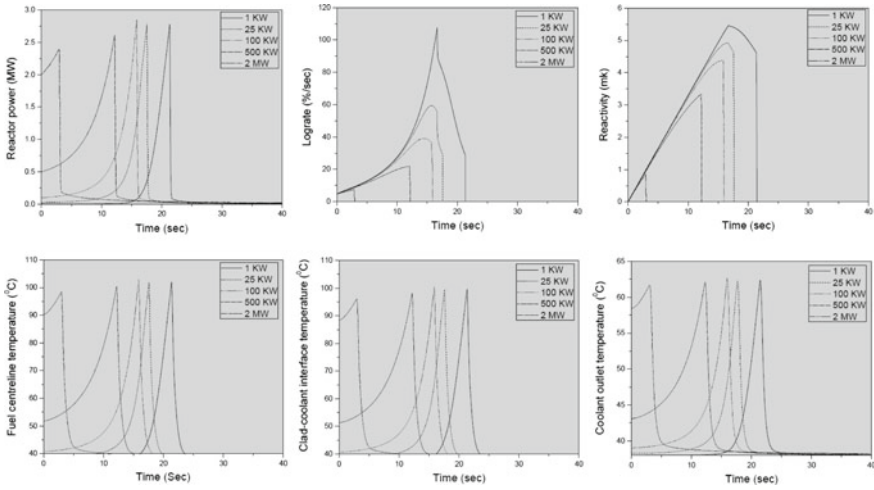 Reactor power (MW)
3.0
2.5
2.0
1.5
1.0
0.5
0.0
0 10 20 30 40
Time (sec)
1 KW
25 KW
100 KW
500 KW
2 MW
Lograte (%/sec)
120
100
80
60
40
20
0
0 10 20 30 40
Time (sec)
1 KW
25 KW
100 KW
500 KW
2 MW
Reactivity (mk)
6
5
4
3
2
1
0
0 10 20 30 40
Time (sec)
1 KW
25 KW
100 KW
500 KW
2 MW
Fuel centreline temperature (⁰C)
110
100
90
80
70
60
50
40
0 10 20 30 40
Time (Sec)
1 KW
25 KW
100 KW
500 KW
2 MW
Clad-coolant interface temperature (⁰C)
110
100
90
80
70
60
50
40
0 10 20 30 40
Time (sec)
1 KW
25 KW
100 KW
500 KW
2 MW
Coolant outlet temperature (⁰C)
65
60
55
50
45
40
0 10 20 30 40
Time (sec)
1 KW
25 KW
100 KW
500 KW
2 MW